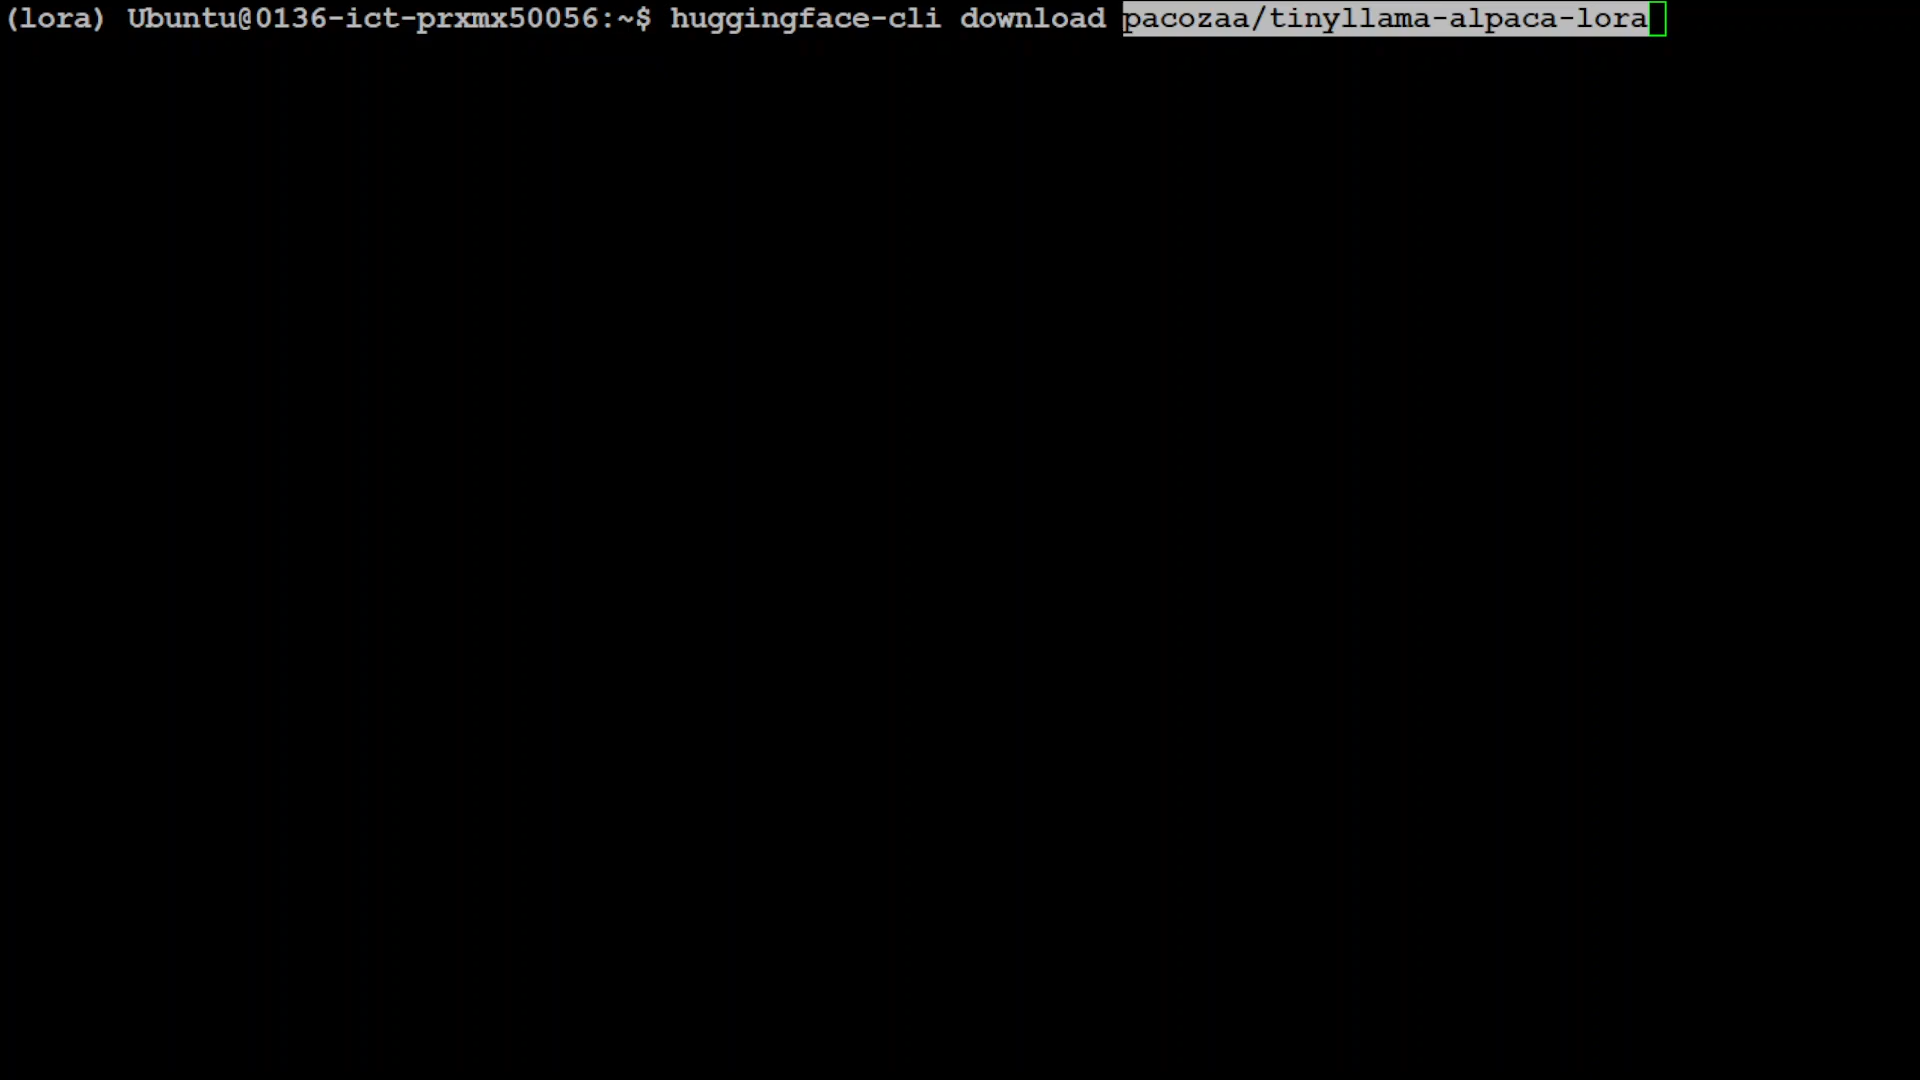 (lora) Ubuntu@0136-ict-prxmx50056:~$ huggingface-cli download pacozaa/tinyllama-alpaca-lora